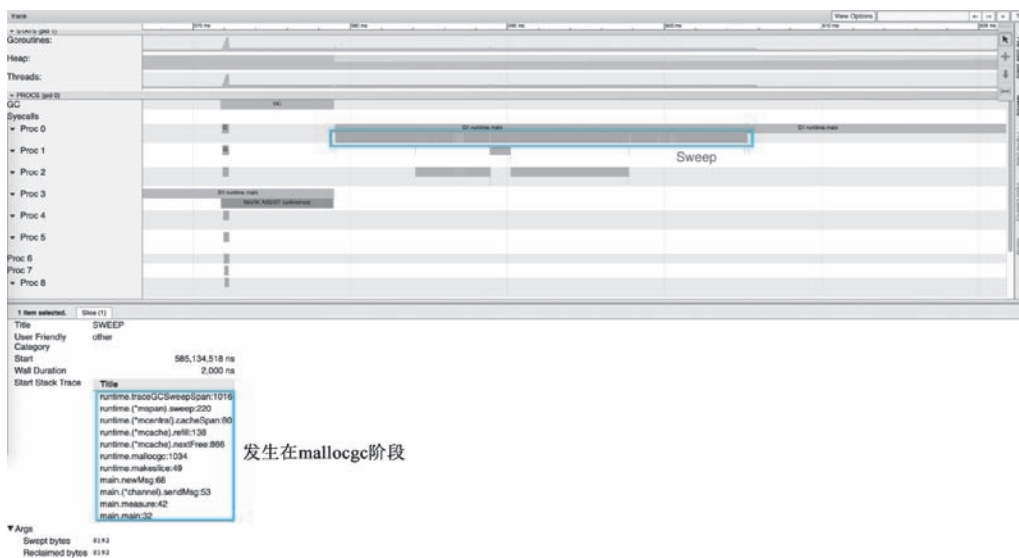 trace
View Options
STATS (pid 1)
Goroutines:
Heap:
Threads:
PROCS (pid 0)
GC
GC
Syscalls
Proc 0
G1 runtime.main
G1 runtime.main
Proc 1
Sweep
Proc 2
Proc 3
G1 runtime.main
MARK ASSIST (unfinished)
Proc 4
Proc 5
Proc 6
Proc 7
Proc 8
1 item selected. Slice (1)
Title SWEEP
User Friendly Category other
Start 585,134,518 ns
Wall Duration 2,000 ns
Start Stack Trace
Title
runtime.traceGCSweepSpan:1016
runtime.(*mspan).sweep:220
runtime.(*mcentral).cacheSpan:80
runtime.(*mcache).refill:138
runtime.(*mcache).nextFree:866
runtime.mallocgc:1034
runtime.makeslice:49
main.newMsg:66
main.(*channel).sendMsg:53
main.measure:42
main.main:32
发生在mallocgc阶段
Args
Swept bytes 8192
Reclaimed bytes 8192